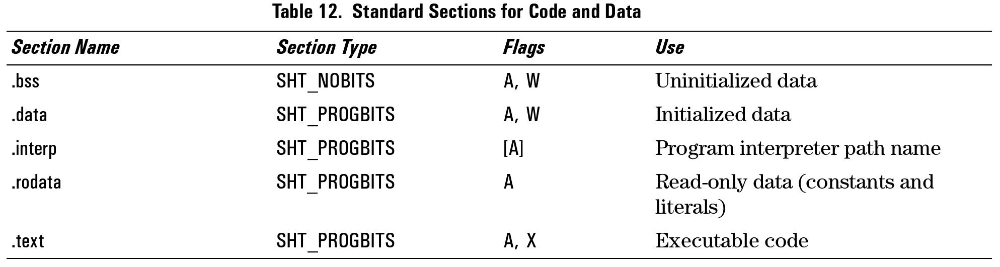 Table 12. Standard Sections for Code and Data
Section Name Section Type Flags Use
.bss SHT_NOBITS A, W Uninitialized data
.data SHT_PROGBITS A, W Initialized data
.interp SHT_PROGBITS [A] Program interpreter path name
.rodata SHT_PROGBITS A Read-only data (constants and
literals)
.text SHT_PROGBITS A, X Executable code